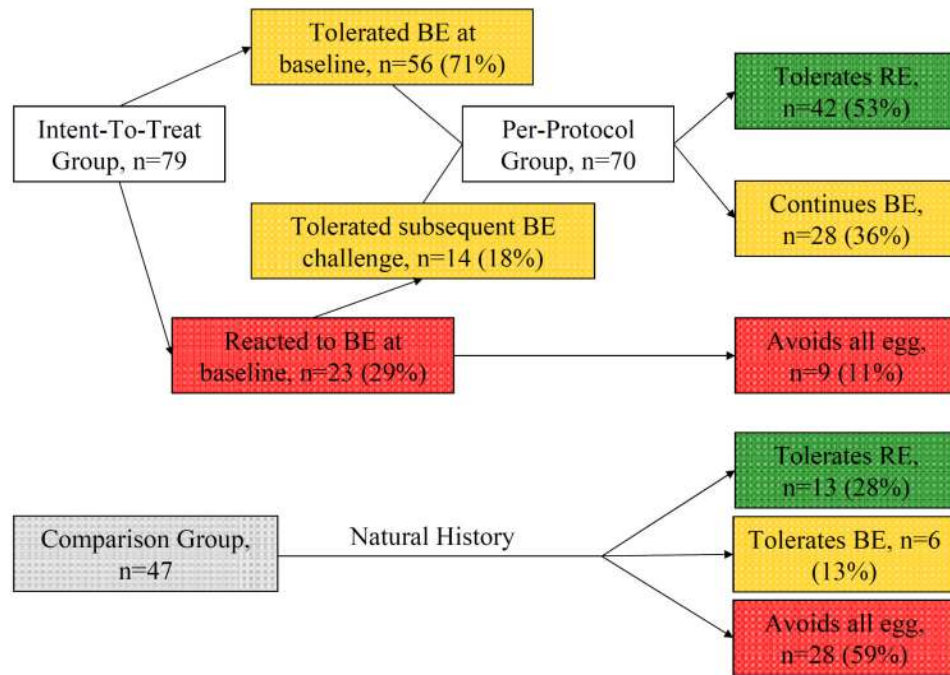 Tolerated BE at
baseline, n=56 (71%)
Intent-To-Treat
Group, n=79
Per-Protocol
Group, n=70
Tolerates RE,
n=42 (53%)
Continues BE,
n=28 (36%)
Tolerated subsequent BE
challenge, n=14 (18%)
Reacted to BE at
baseline, n=23 (29%)
Avoids all egg,
n=9 (11%)
Comparison Group,
n=47
Natural History
Tolerates RE,
n=13 (28%)
Tolerates BE, n=6
(13%)
Avoids all egg,
n=28 (59%)